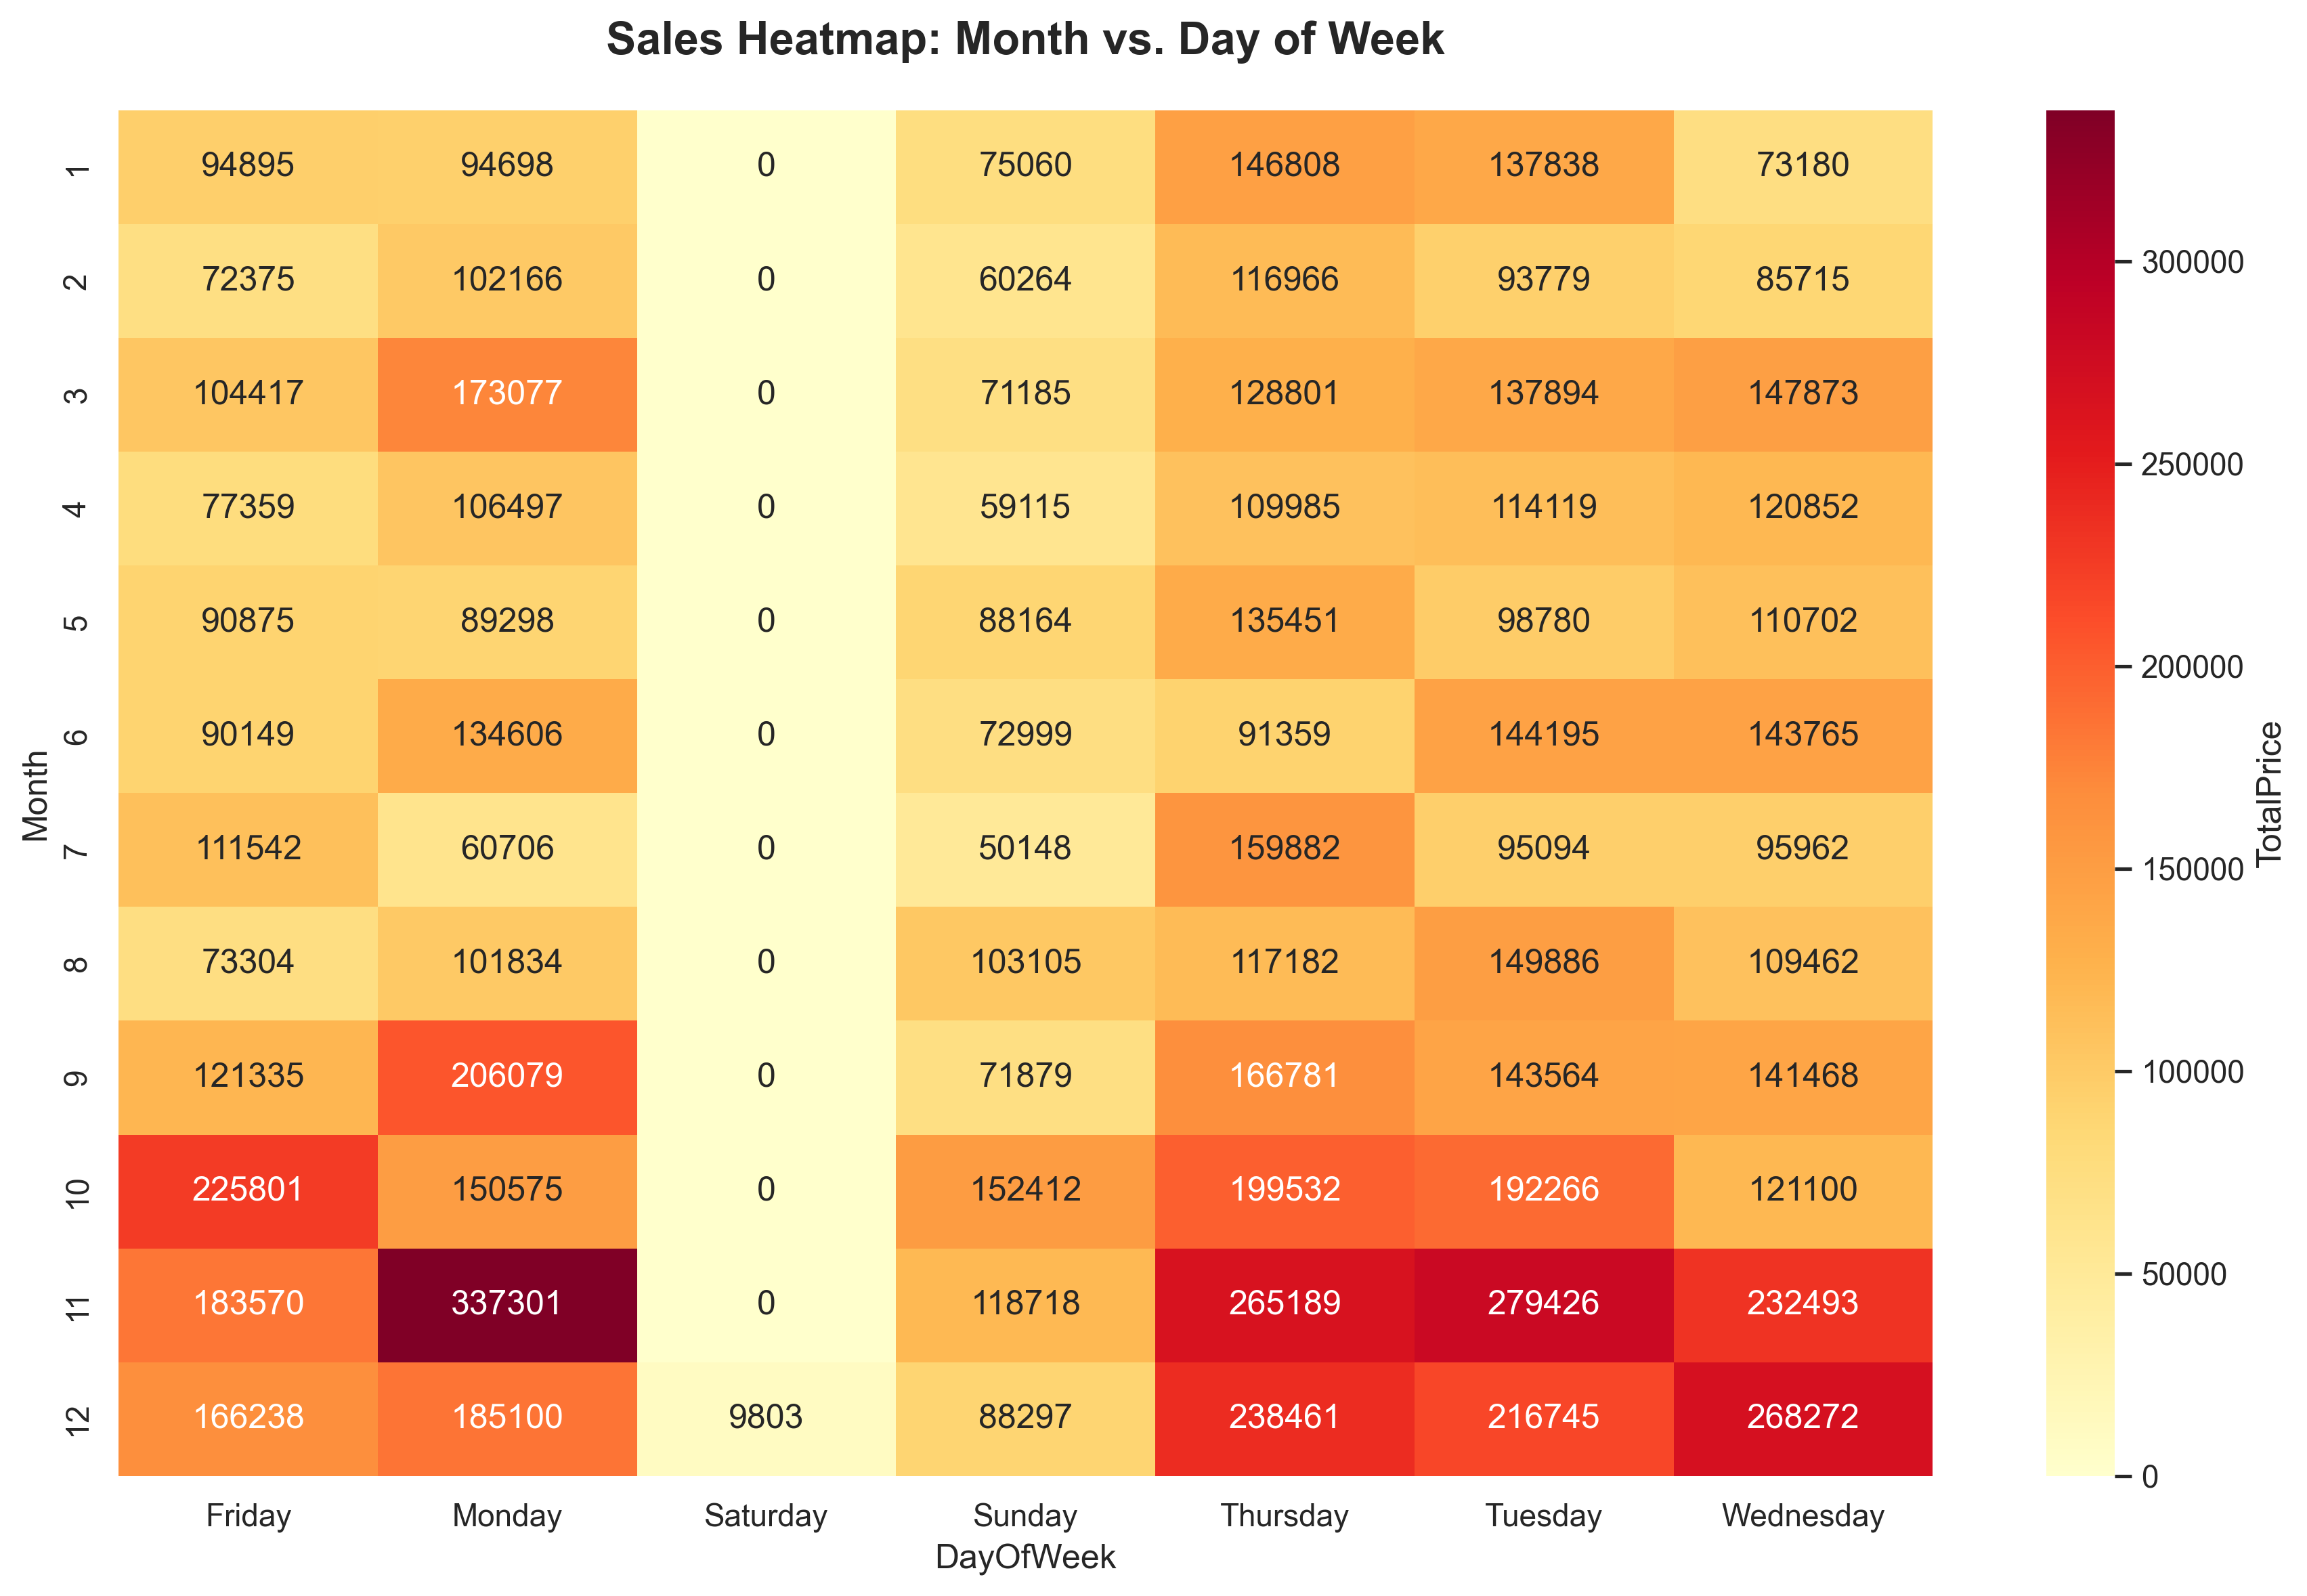 Sales Heatmap: Month vs. Day of Week
1 94895 94698 0 75060 146808 137838 73180
2 72375 102166 0 60264 116966 93779 85715
3 104417 173077 0 71185 128801 137894 147873
4 77359 106497 0 59115 109985 114119 120852
5 90875 89298 0 88164 135451 98780 110702
6 90149 134606 0 72999 91359 144195 143765
7 111542 60706 0 50148 159882 95094 95962
8 73304 101834 0 103105 117182 149886 109462
9 121335 206079 0 71879 166781 143564 141468
10 225801 150575 0 152412 199532 192266 121100
11 183570 337301 0 118718 265189 279426 232493
12 166238 185100 9803 88297 238461 216745 268272
Friday Monday Saturday Sunday Thursday Tuesday Wednesday
DayOfWeek
Month
300000
250000
200000
150000
100000
50000
0
TotalPrice